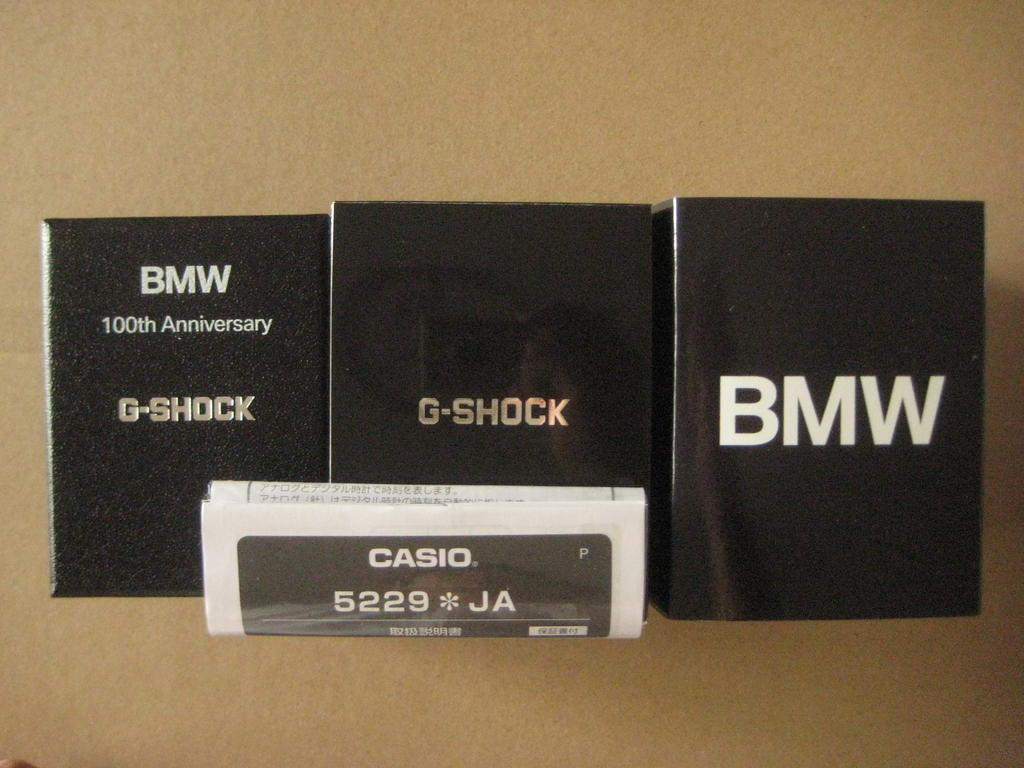 BMW
100th Anniversary
G-SHOCK
G-SHOCK
BMW
アナログとデジタル時計で時刻を表します。
CASIO
P
5229*JA
取扱説明書
保証書付